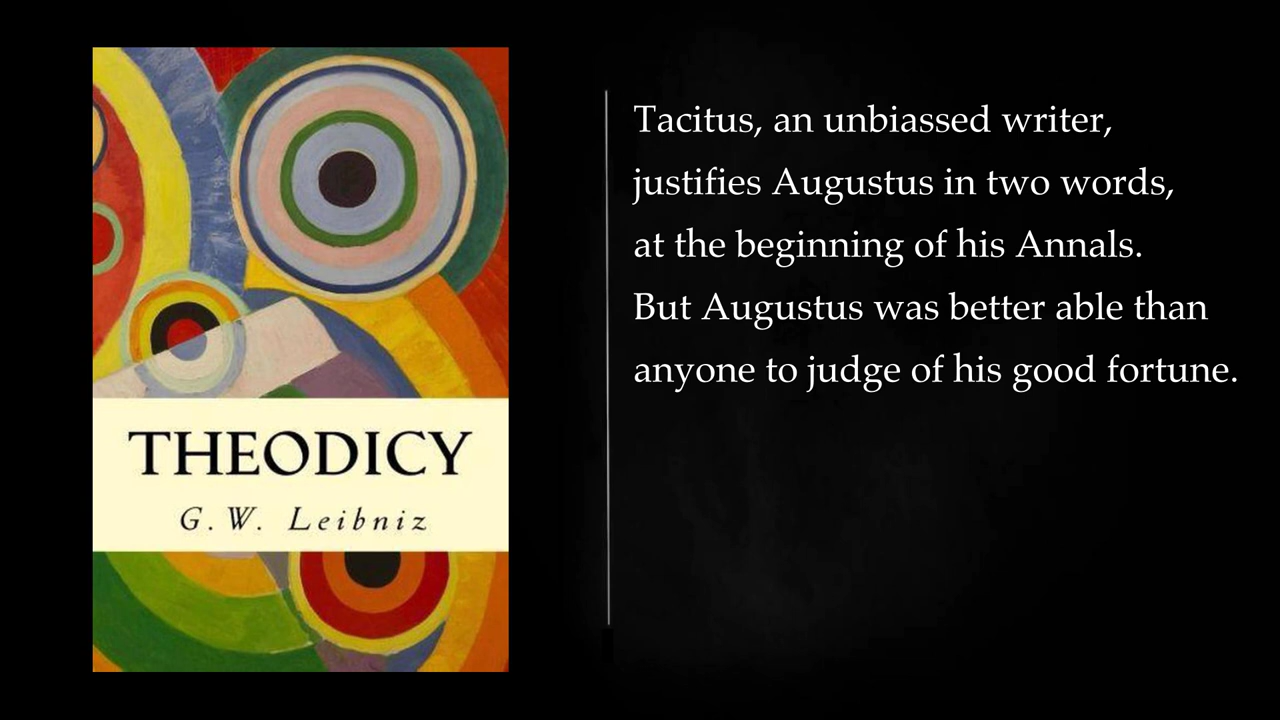 THEODICY
G. W. Leibniz
Tacitus, an unbiassed writer,
justifies Augustus in two words,
at the beginning of his Annals.
But Augustus was better able than
anyone to judge of his good fortune.